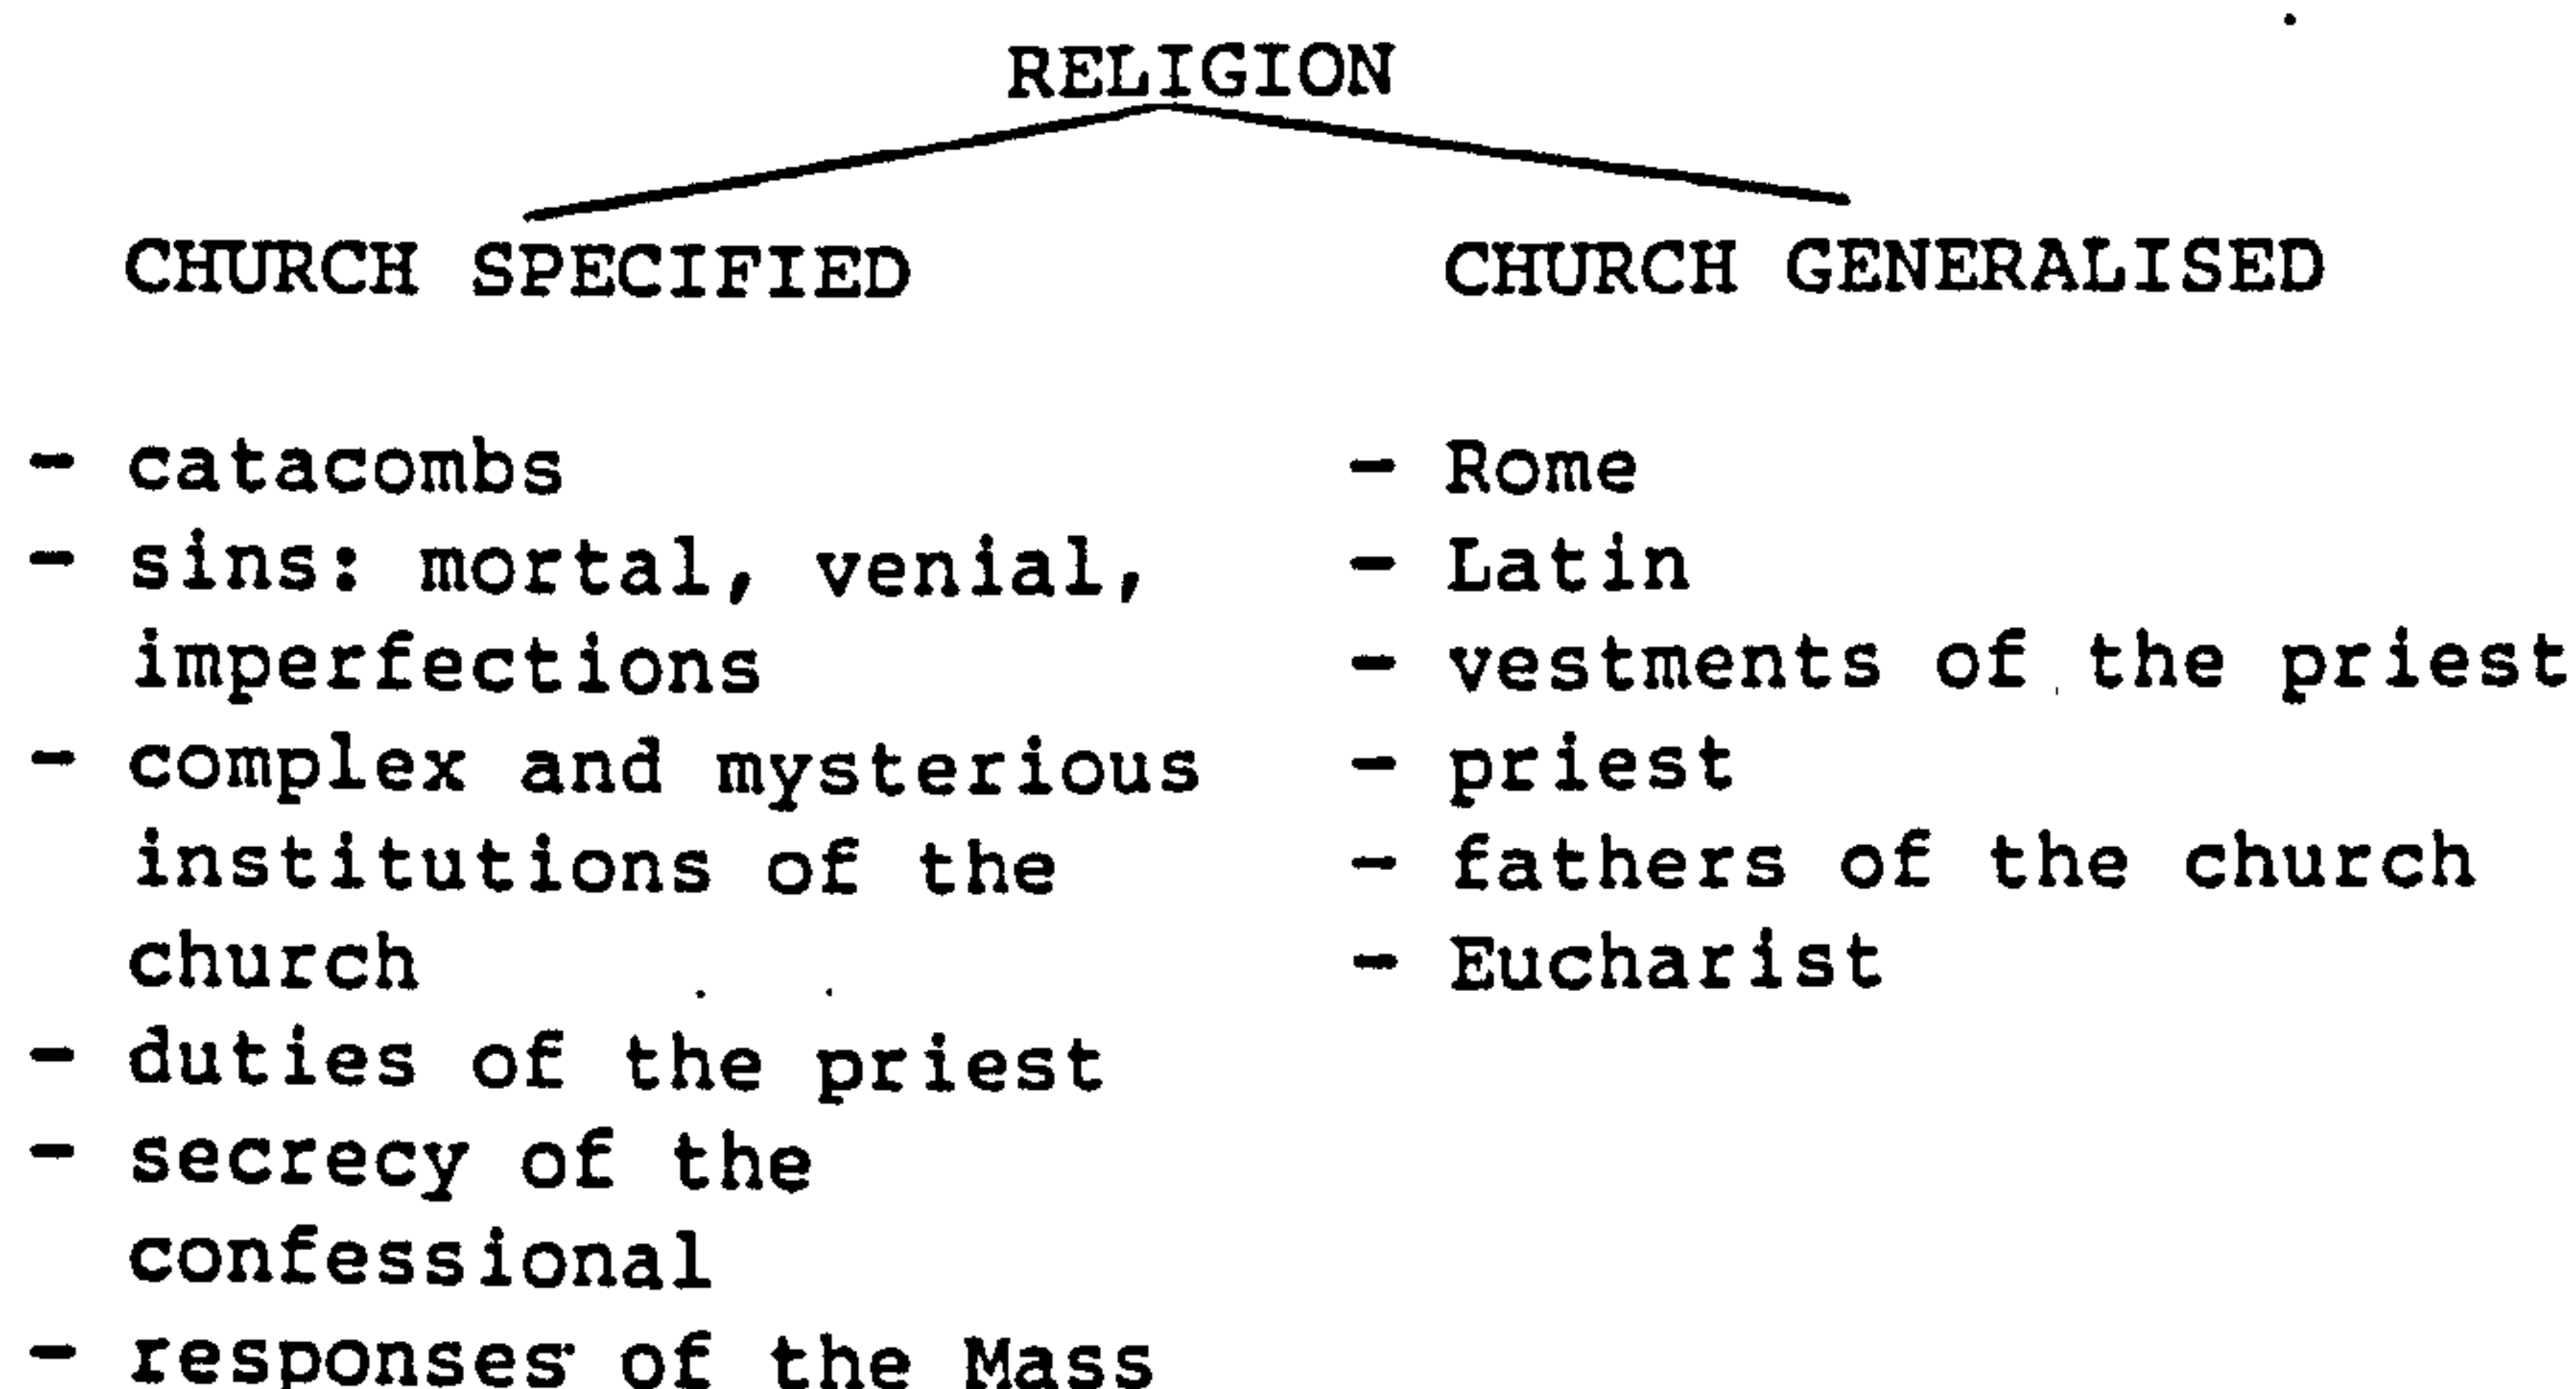 RELIGION
CHURCH SPECIFIED
- catacombs
- sins: mortal, venial,
imperfections
- complex and mysterious
institutions of the
church
- duties of the priest
- secrecy of the
confessional
- responses of the Mass
CHURCH GENERALISED
- Rome
- Latin
- vestments of the priest
- priest
- fathers of the church
- Eucharist